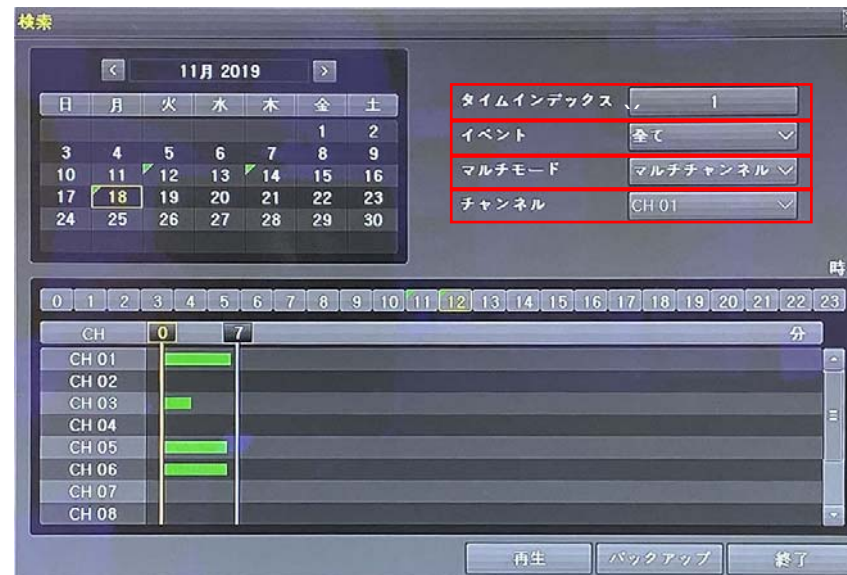 検索
< 11月 2019 >
日 月 火 水 木 金 土
1 2
3 4 5 6 7 8 9
10 11 12 13 14 15 16
17 18 19 20 21 22 23
24 25 26 27 28 29 30
タイムインデックス 1
イベント 全て
マルチモード マルチチャンネル
チャンネル CH 01
時
0 1 2 3 4 5 6 7 8 9 10 11 12 13 14 15 16 17 18 19 20 21 22 23
CH 0 7 分
CH 01
CH 02
CH 03
CH 04
CH 05
CH 06
CH 07
CH 08
再生 バックアップ 終了